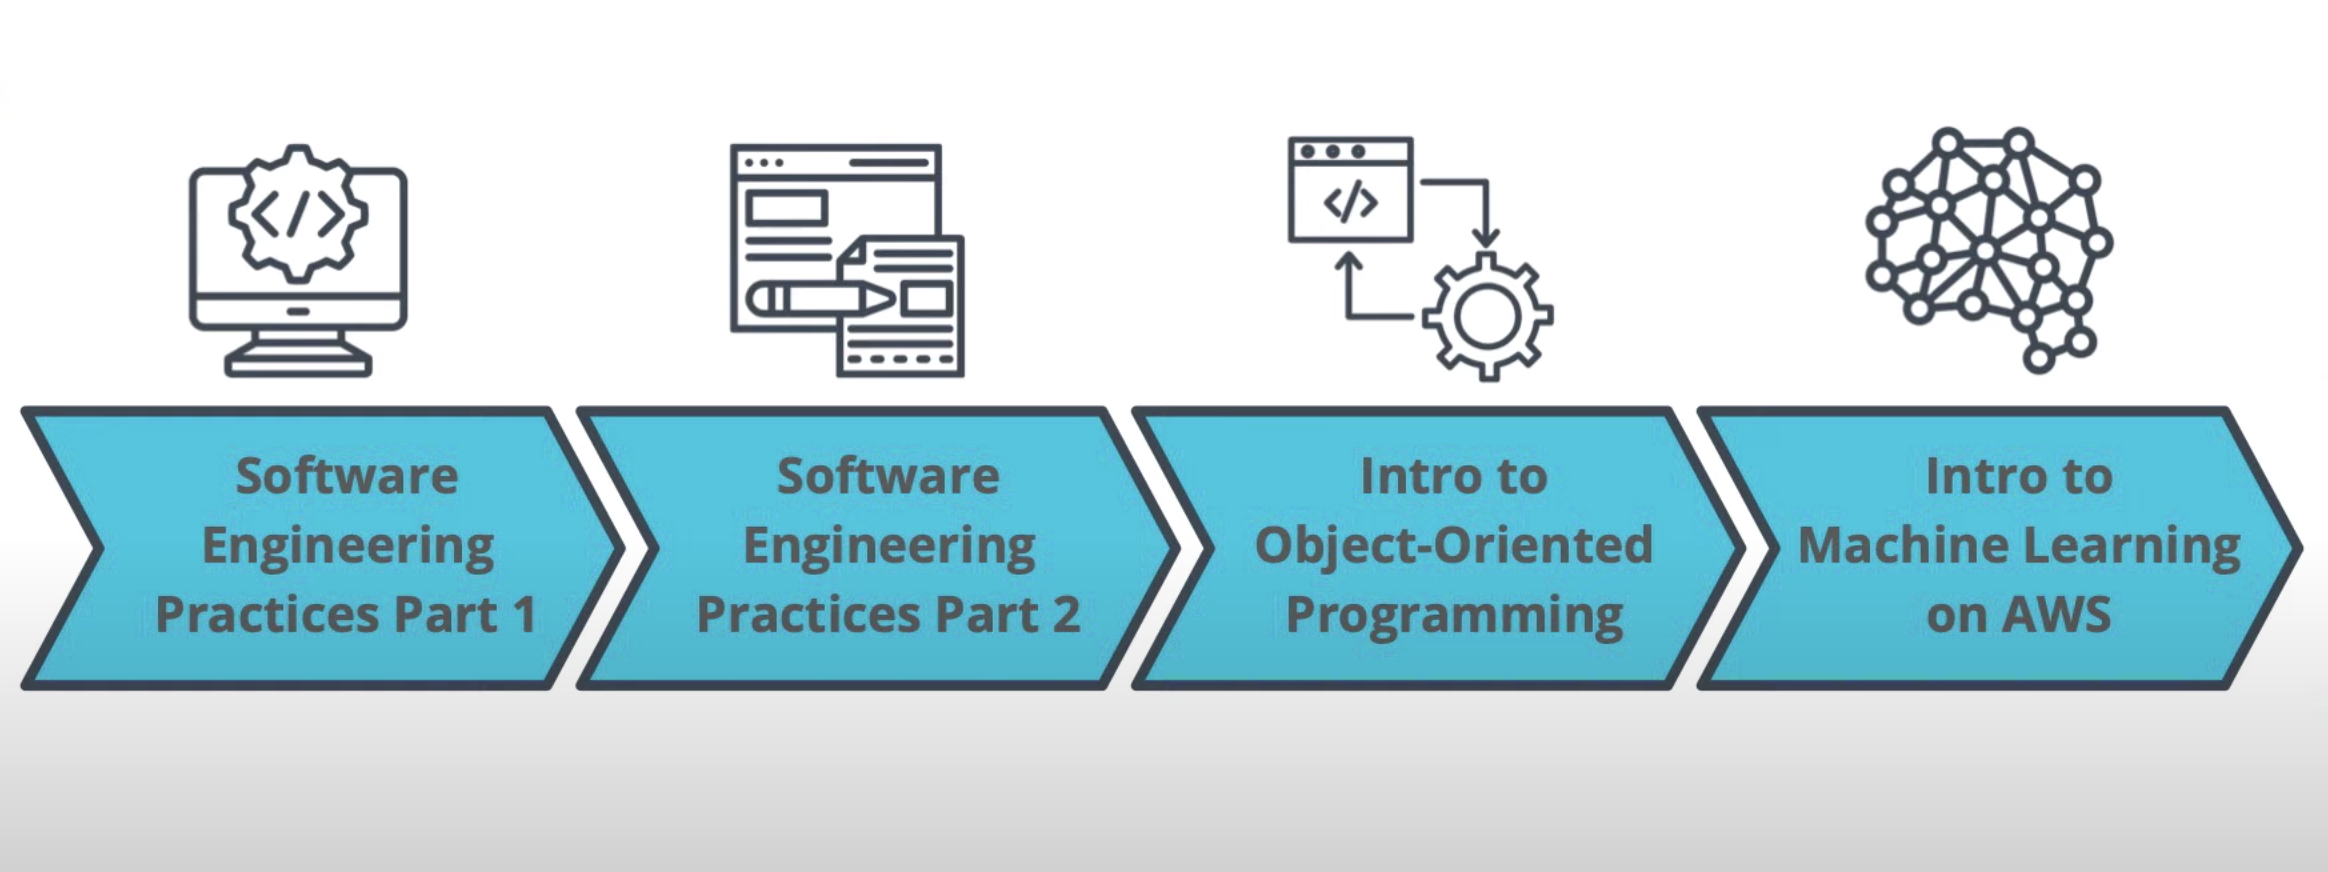 Software
Engineering
Practices Part 1
Software
Engineering
Practices Part 2
Intro to
Object-Oriented
Programming
Intro to
Machine Learning
on AWS